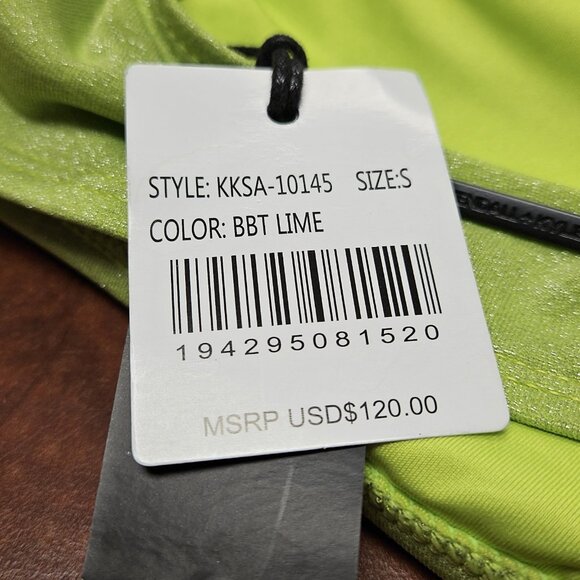 STYLE: KKSA-10145 SIZE:S
COLOR: BBT LIME
194295081520
MSRP USD$120.00